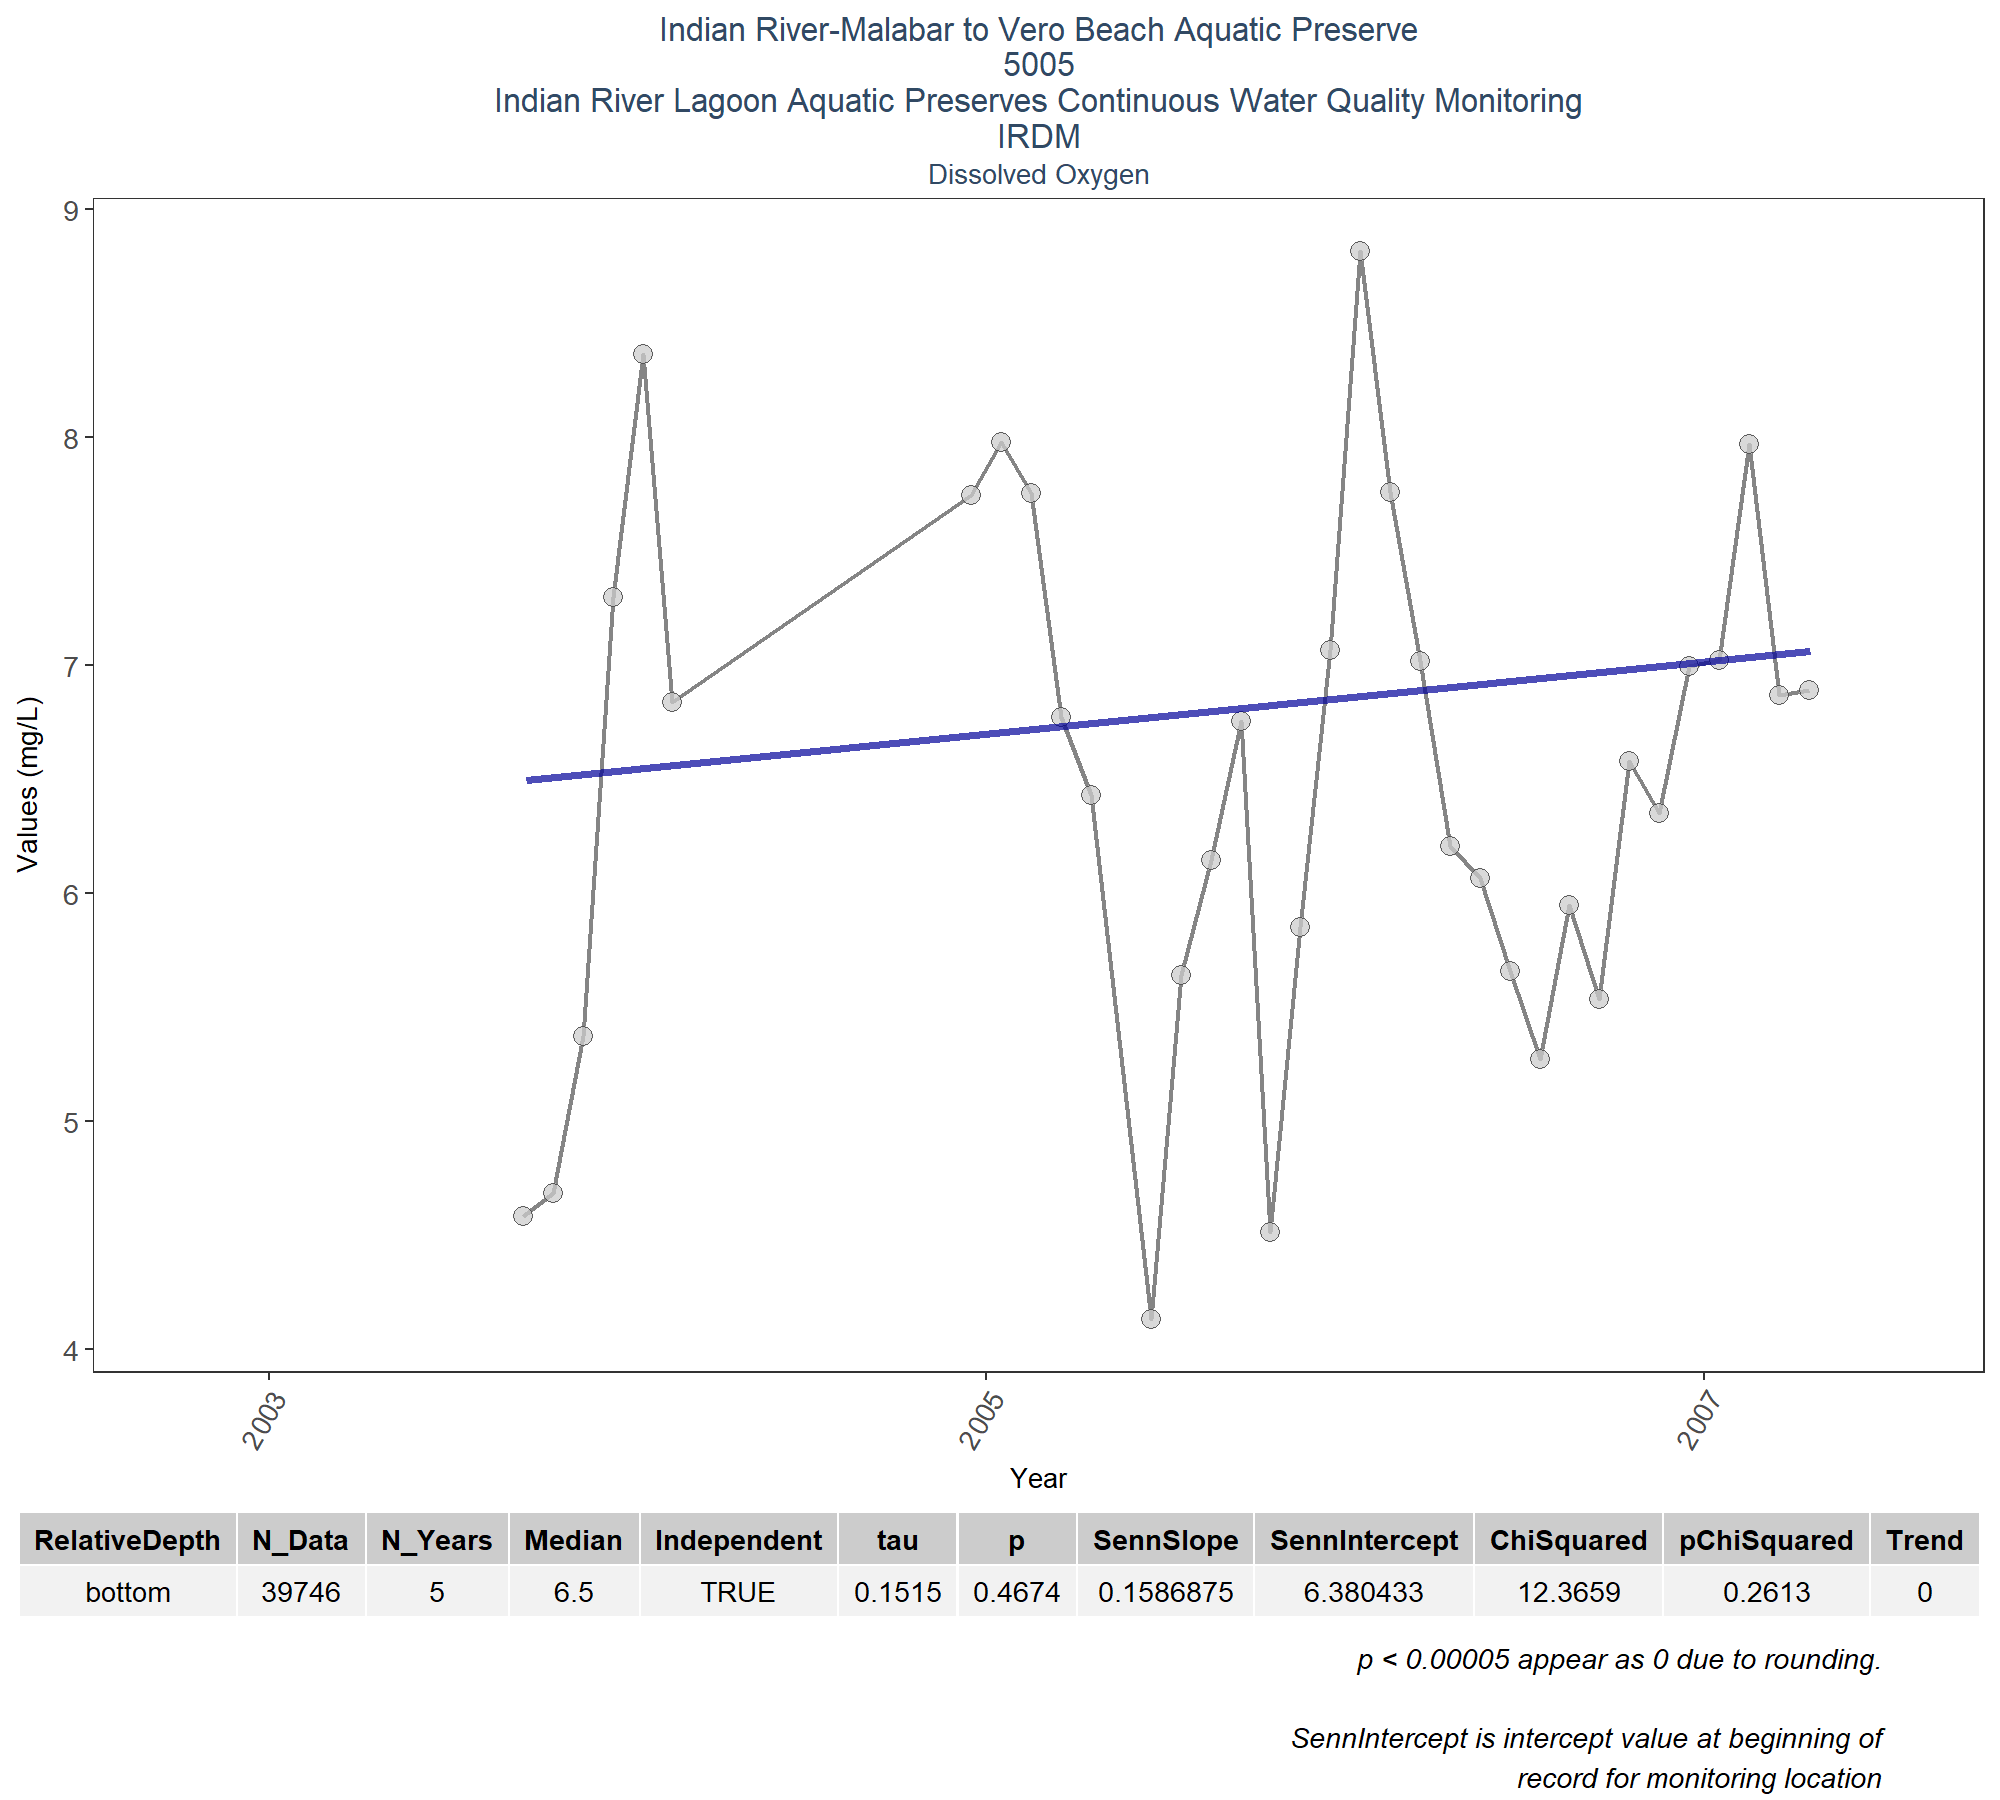 Indian River-Malabar to Vero Beach Aquatic Preserve
5005
Indian River Lagoon Aquatic Preserves Continuous Water Quality Monitoring
IRDM
Dissolved Oxygen
9
8
7
6
5
4
Values (mg/L)
2003
2005
2007
Year
RelativeDepth N_Data N_Years Median Independent tau p SennSlope SennIntercept ChiSquared pChiSquared Trend
bottom 39746 5 6.5 TRUE 0.1515 0.4674 0.1586875 6.380433 12.3659 0.2613 0
p < 0.00005 appear as 0 due to rounding.
SennIntercept is intercept value at beginning of
record for monitoring location